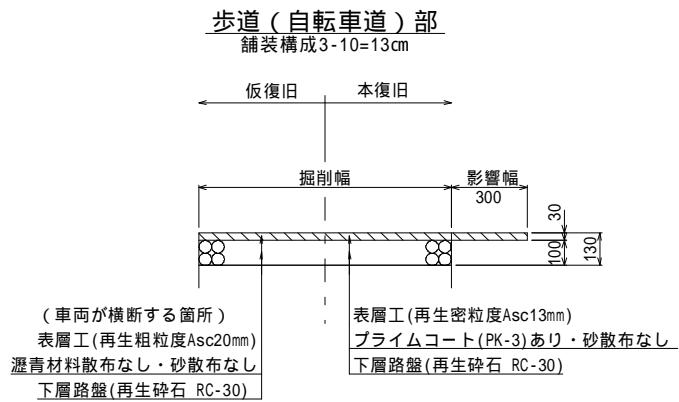 歩道（自転車道）部
舗装構成3-10=13cm
仮復旧
本復旧
掘削幅
影響幅
300
30
100
130
（車両が横断する箇所）
表層工(再生粗粒度Asc20mm)
瀝青材料散布なし・砂散布なし
下層路盤(再生砕石 RC-30)
表層工(再生密粒度Asc13mm)
プライムコート(PK-3)あり・砂散布なし
下層路盤(再生砕石 RC-30)